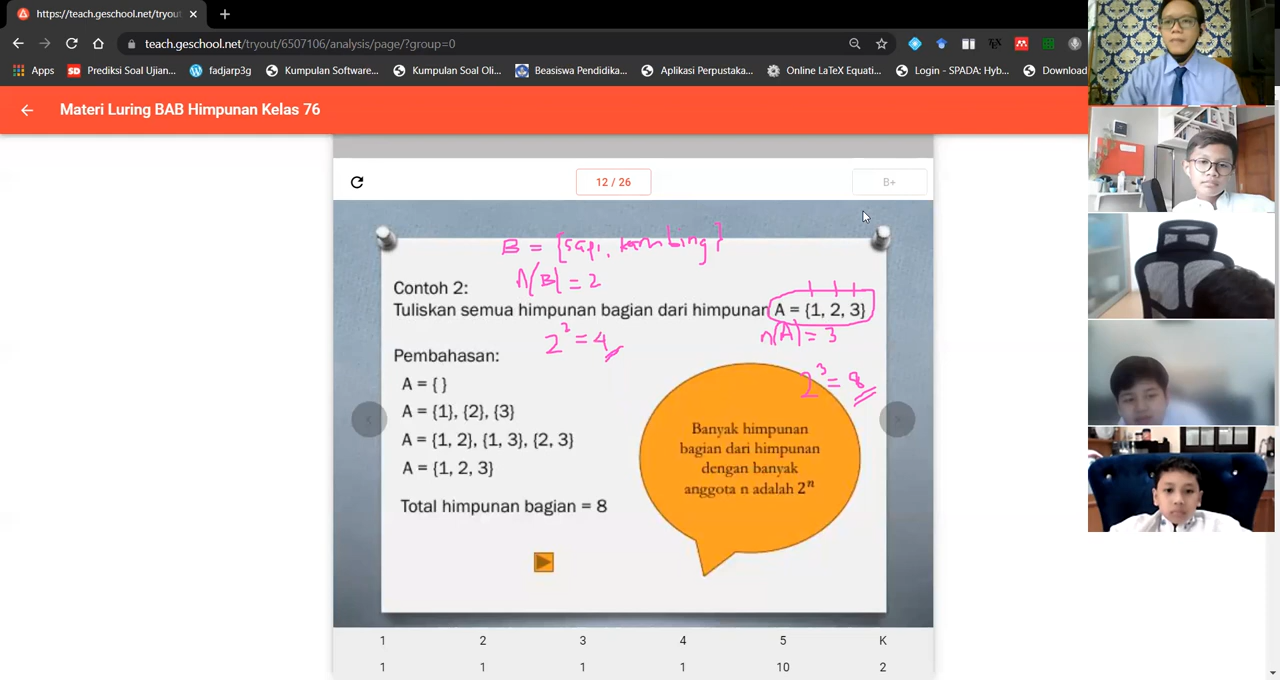 https://teach.geschool.net/tryout
teach.geschool.net/tryout/6507106/analysis/page/?group=0
Apps
SD Prediksi Soal Ujian...
fadjarp3g
Kumpulan Software...
Kumpulan Soal Oli...
Beasiswa Pendidika...
Aplikasi Perpustaka...
Online LaTeX Equati...
Login - SPADA: Hyb...
Download
Materi Luring BAB Himpunan Kelas 76
12 / 26
B+
B = {sapi, kambing}
n(B) = 2
Contoh 2:
Tuliskan semua himpunan bagian dari himpunan A = {1, 2, 3}
2² = 4
n(A) = 3
Pembahasan:
2³ = 8
A = { }
A = {1}, {2}, {3}
A = {1, 2}, {1, 3}, {2, 3}
A = {1, 2, 3}
Total himpunan bagian = 8
Banyak himpunan
bagian dari himpunan
dengan banyak
anggota n adalah 2ⁿ
1 2 3 4 5 K
1 1 1 1 10 2